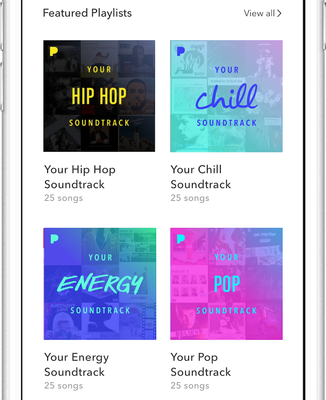 Featured Playlists
View all
YOUR
HIP HOP
SOUNDTRACK
YOUR
chill
SOUNDTRACK
Your Hip Hop
Soundtrack
25 songs
Your Chill
Soundtrack
25 songs
YOUR
ENERGY
SOUNDTRACK
YOUR
POP
SOUNDTRACK
Your Energy
Soundtrack
25 songs
Your Pop
Soundtrack
25 songs